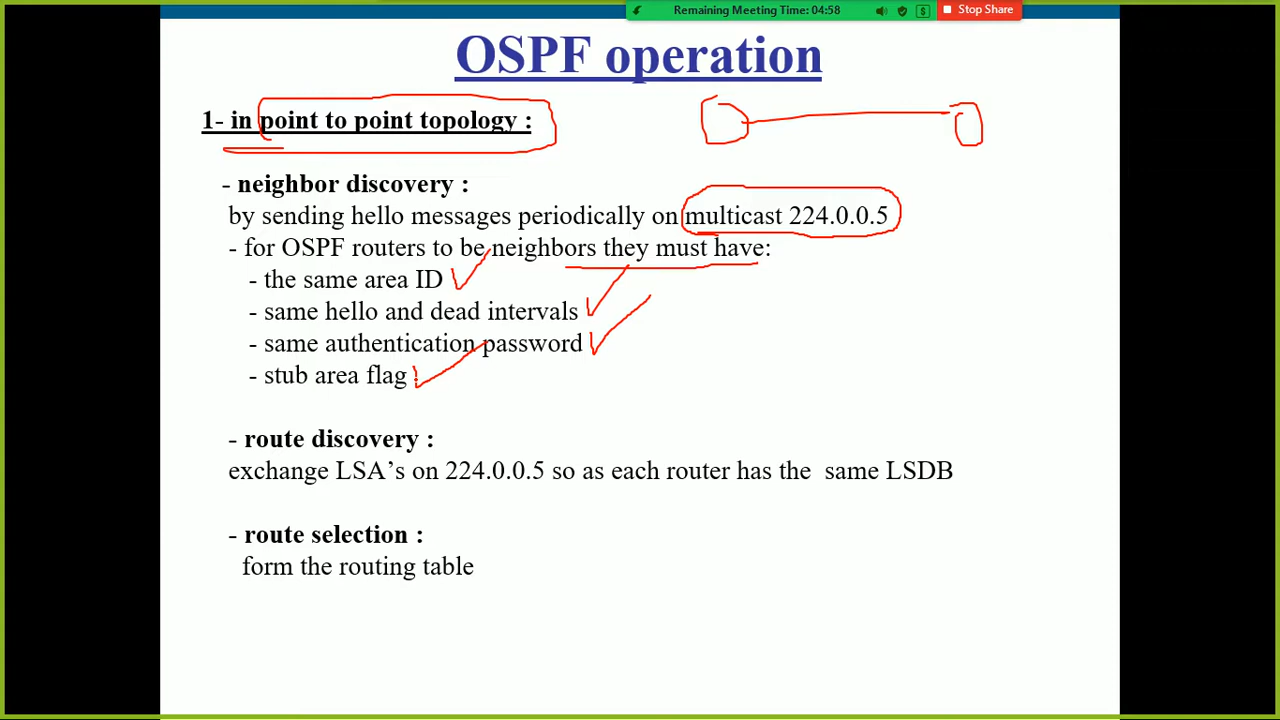 Remaining Meeting Time: 04:58
Stop Share
OSPF operation
1- in point to point topology :
- neighbor discovery :
by sending hello messages periodically on multicast 224.0.0.5
- for OSPF routers to be neighbors they must have:
- the same area ID
- same hello and dead intervals
- same authentication password
- stub area flag
- route discovery :
exchange LSA’s on 224.0.0.5 so as each router has the same LSDB
- route selection :
form the routing table